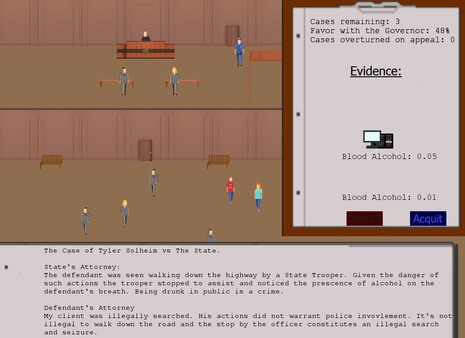 Cases remaining: 3
Favor with the Governor: 48%
Cases overturned on appeal: 0
Evidence:
Blood Alcohol: 0.05
Blood Alcohol: 0.01
Acquit
The Case of Tyler Solheim vs The State.
State's Attorney:
The defendant was seen walking down the highway by a State Trooper. Given the danger of
such actions the trooper stopped to assist and noticed the prescence of alcohol on the
defendant's breath. Being drunk in public is a crime.
Defendant's Attorney
My client was illegally searched. His actions did not warrant police invlovement. It's not
illegal to walk down the road and the stop by the officer constitutes an illegal search
and seizure.